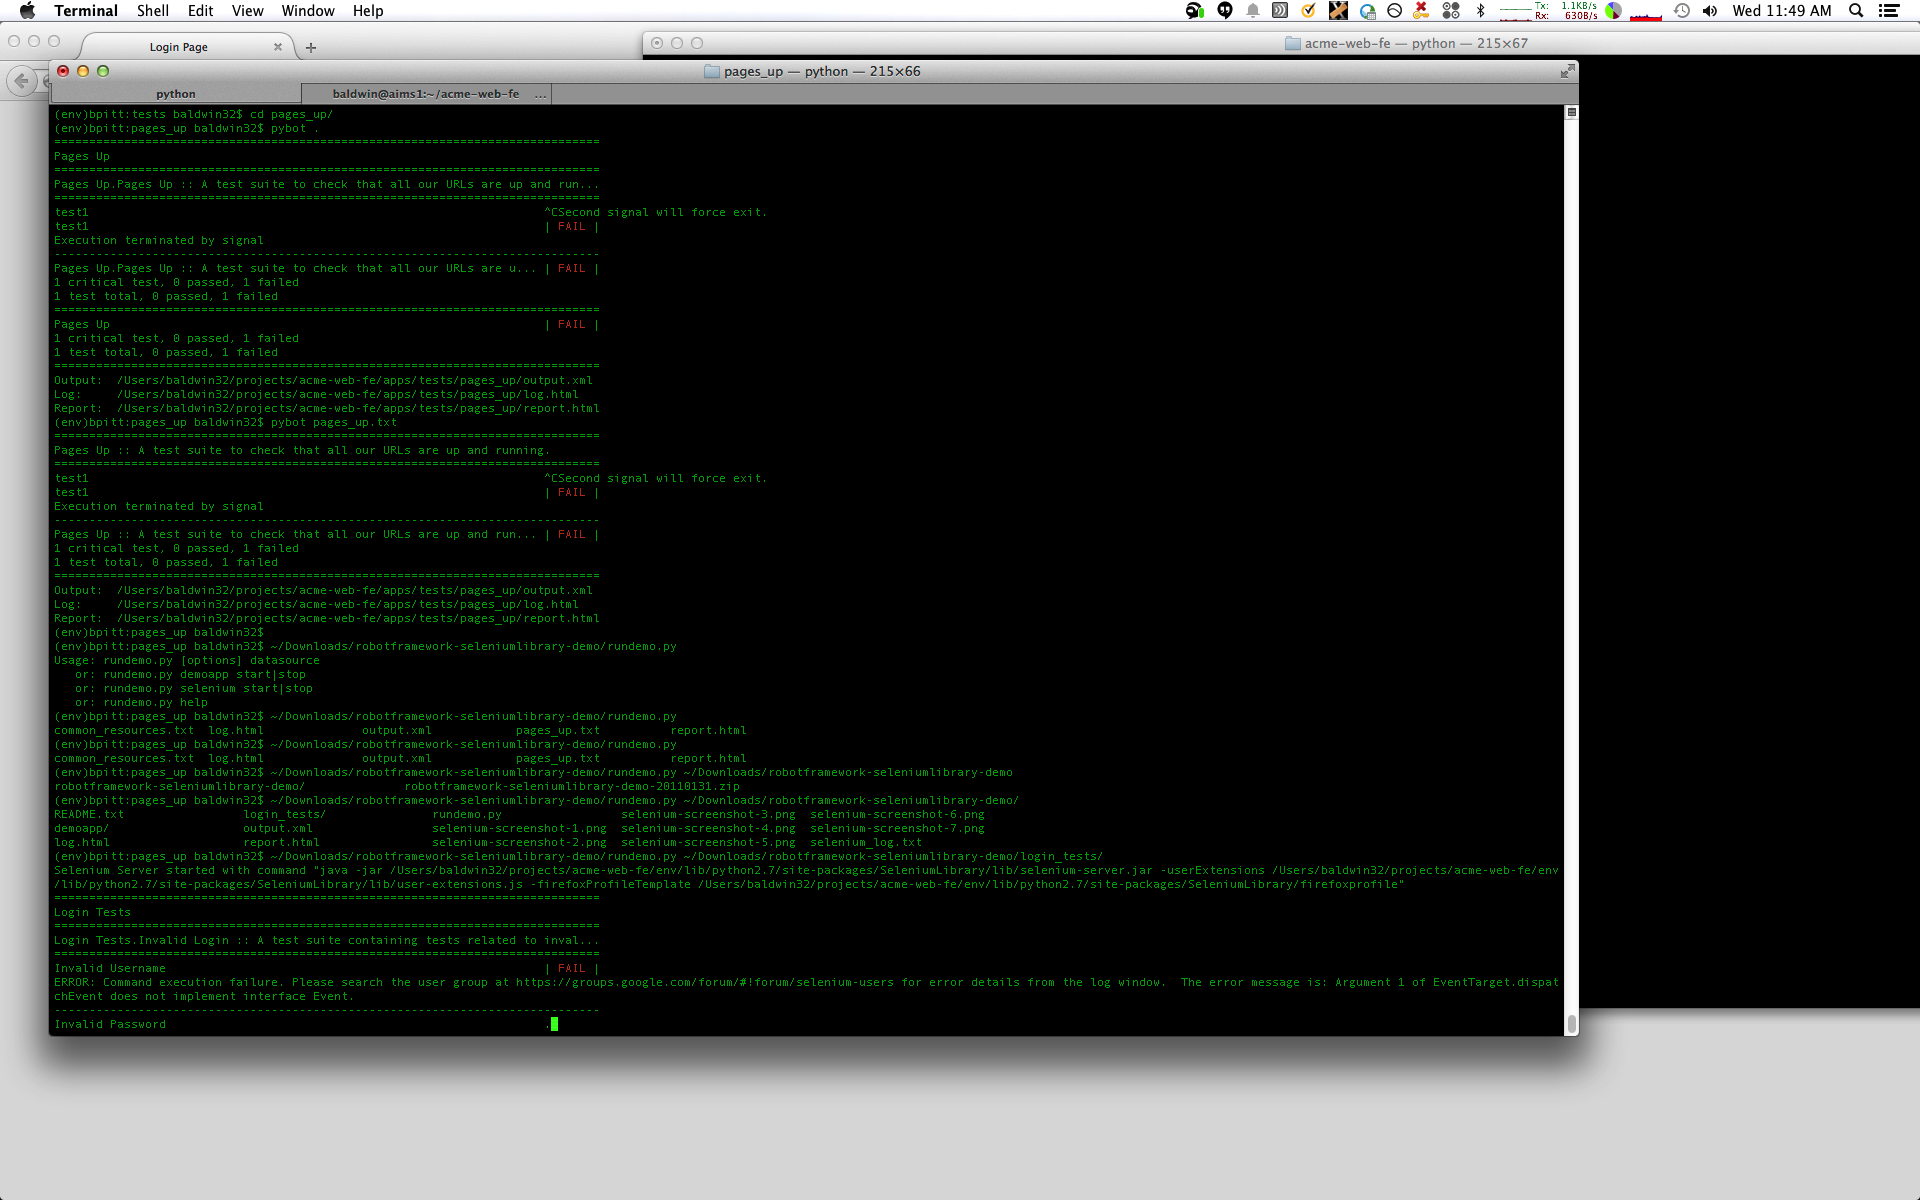 Terminal Shell Edit View Window Help
Tx: 1.1KB/s
Rx: 630B/s
Wed 11:49 AM
Login Page
acme-web-fe — python — 215×67
pages_up — python — 215×66
python
baldwin@aims1:~/acme-web-fe ...
(env)bpitt:tests baldwin32$ cd pages_up/
(env)bpitt:pages_up baldwin32$ pybot .
==============================================================================
Pages Up
==============================================================================
Pages Up.Pages Up :: A test suite to check that all our URLs are up and run...
==============================================================================
test1 ^CSecond signal will force exit.
test1 | FAIL |
Execution terminated by signal
------------------------------------------------------------------------------
Pages Up.Pages Up :: A test suite to check that all our URLs are u... | FAIL |
1 critical test, 0 passed, 1 failed
1 test total, 0 passed, 1 failed
==============================================================================
Pages Up | FAIL |
1 critical test, 0 passed, 1 failed
1 test total, 0 passed, 1 failed
==============================================================================
Output: /Users/baldwin32/projects/acme-web-fe/apps/tests/pages_up/output.xml
Log: /Users/baldwin32/projects/acme-web-fe/apps/tests/pages_up/log.html
Report: /Users/baldwin32/projects/acme-web-fe/apps/tests/pages_up/report.html
(env)bpitt:pages_up baldwin32$ pybot pages_up.txt
==============================================================================
Pages Up :: A test suite to check that all our URLs are up and running.
==============================================================================
test1 ^CSecond signal will force exit.
test1 | FAIL |
Execution terminated by signal
------------------------------------------------------------------------------
Pages Up :: A test suite to check that all our URLs are up and run... | FAIL |
1 critical test, 0 passed, 1 failed
1 test total, 0 passed, 1 failed
==============================================================================
Output: /Users/baldwin32/projects/acme-web-fe/apps/tests/pages_up/output.xml
Log: /Users/baldwin32/projects/acme-web-fe/apps/tests/pages_up/log.html
Report: /Users/baldwin32/projects/acme-web-fe/apps/tests/pages_up/report.html
(env)bpitt:pages_up baldwin32$
(env)bpitt:pages_up baldwin32$ ~/Downloads/robotframework-seleniumlibrary-demo/rundemo.py
Usage: rundemo.py [options] datasource
or: rundemo.py demoapp start|stop
or: rundemo.py selenium start|stop
or: rundemo.py help
(env)bpitt:pages_up baldwin32$ ~/Downloads/robotframework-seleniumlibrary-demo/rundemo.py
common_resources.txt log.html output.xml pages_up.txt report.html
(env)bpitt:pages_up baldwin32$ ~/Downloads/robotframework-seleniumlibrary-demo/rundemo.py
common_resources.txt log.html output.xml pages_up.txt report.html
(env)bpitt:pages_up baldwin32$ ~/Downloads/robotframework-seleniumlibrary-demo/rundemo.py ~/Downloads/robotframework-seleniumlibrary-demo
robotframework-seleniumlibrary-demo/ robotframework-seleniumlibrary-demo-20110131.zip
(env)bpitt:pages_up baldwin32$ ~/Downloads/robotframework-seleniumlibrary-demo/rundemo.py ~/Downloads/robotframework-seleniumlibrary-demo/
README.txt login_tests/ rundemo.py selenium-screenshot-3.png selenium-screenshot-6.png
demoapp/ output.xml selenium-screenshot-1.png selenium-screenshot-4.png selenium-screenshot-7.png
log.html report.html selenium-screenshot-2.png selenium-screenshot-5.png selenium_log.txt
(env)bpitt:pages_up baldwin32$ ~/Downloads/robotframework-seleniumlibrary-demo/rundemo.py ~/Downloads/robotframework-seleniumlibrary-demo/login_tests/
Selenium Server started with command "java -jar /Users/baldwin32/projects/acme-web-fe/env/lib/python2.7/site-packages/SeleniumLibrary/lib/selenium-server.jar -userExtensions /Users/baldwin32/projects/acme-web-fe/env
/lib/python2.7/site-packages/SeleniumLibrary/lib/user-extensions.js -firefoxProfileTemplate /Users/baldwin32/projects/acme-web-fe/env/lib/python2.7/site-packages/SeleniumLibrary/firefoxprofile"
==============================================================================
Login Tests
==============================================================================
Login Tests.Invalid Login :: A test suite containing tests related to inval...
==============================================================================
Invalid Username | FAIL |
ERROR: Command execution failure. Please search the user group at https://groups.google.com/forum/#!forum/selenium-users for error details from the log window.  The error message is: Argument 1 of EventTarget.dispat
chEvent does not implement interface Event.
------------------------------------------------------------------------------
Invalid Password .